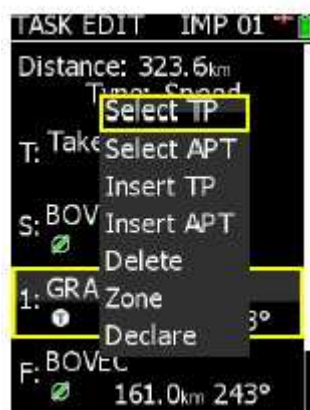 TASK EDIT IMP 01
Distance: 323.6km
Type: Speed
Select TP
T: Take
Select APT
Insert TP
S: BOV
Insert APT
Delete
1: GRA
Zone
T
3°
Declare
F: BOVEC
161.0km 243°